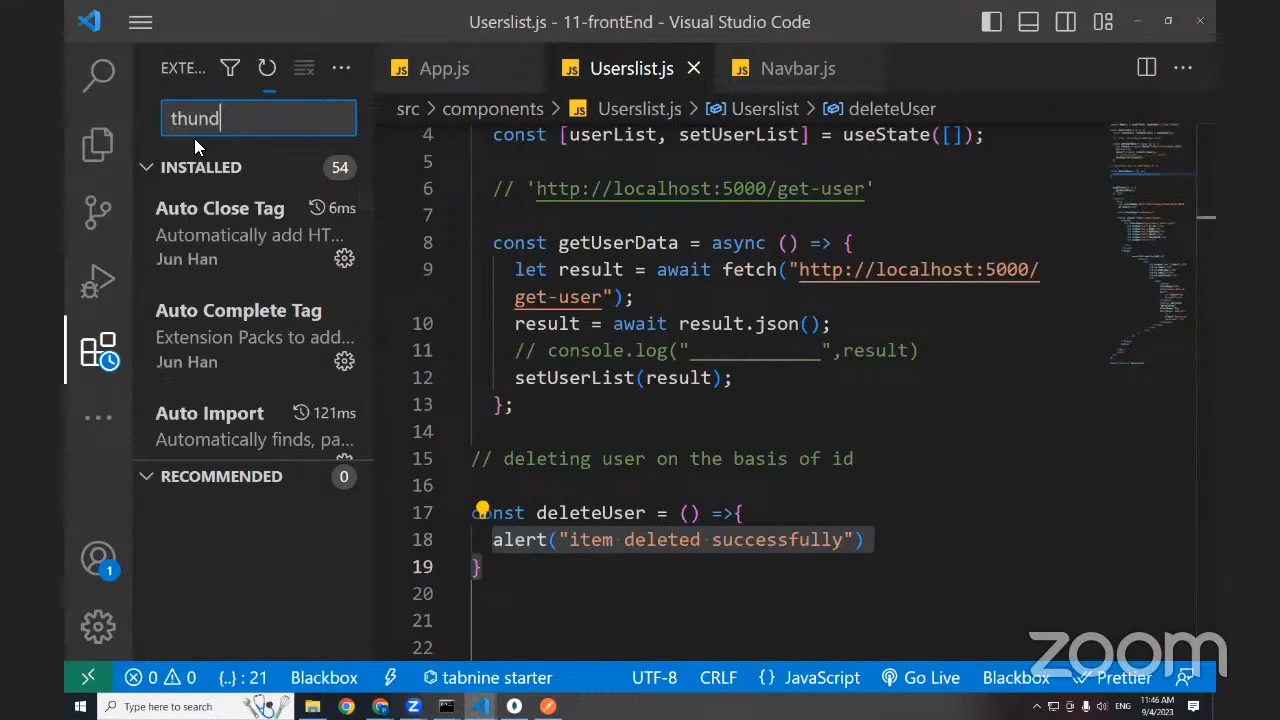 Userslist.js - 11-frontEnd - Visual Studio Code
EXTE...
thund
INSTALLED 54
Auto Close Tag 6ms
Automatically add HT...
Jun Han
Auto Complete Tag
Extension Packs to add...
Jun Han
Auto Import 121ms
Automatically finds, pa...
RECOMMENDED 0
1
JS App.js
JS Userslist.js
JS Navbar.js
src > components > JS Userslist.js > Userslist > deleteUser
4 const [userList, setUserList] = useState([]);
5
6 // 'http://localhost:5000/get-user'
7
8 const getUserData = async () => {
9 let result = await fetch("http://localhost:5000/
get-user");
10 result = await result.json();
11 // console.log("____________",result)
12 setUserList(result);
13 };
14
15 // deleting user on the basis of id
16
17 const deleteUser = () =>{
18 alert("item deleted successfully")
19 }
20
21
22
zoom
0 0 {..} : 21 Blackbox tabnine starter UTF-8 CRLF {} JavaScript Go Live Blackbox Prettier
Type here to search
11:46 AM
9/4/2023